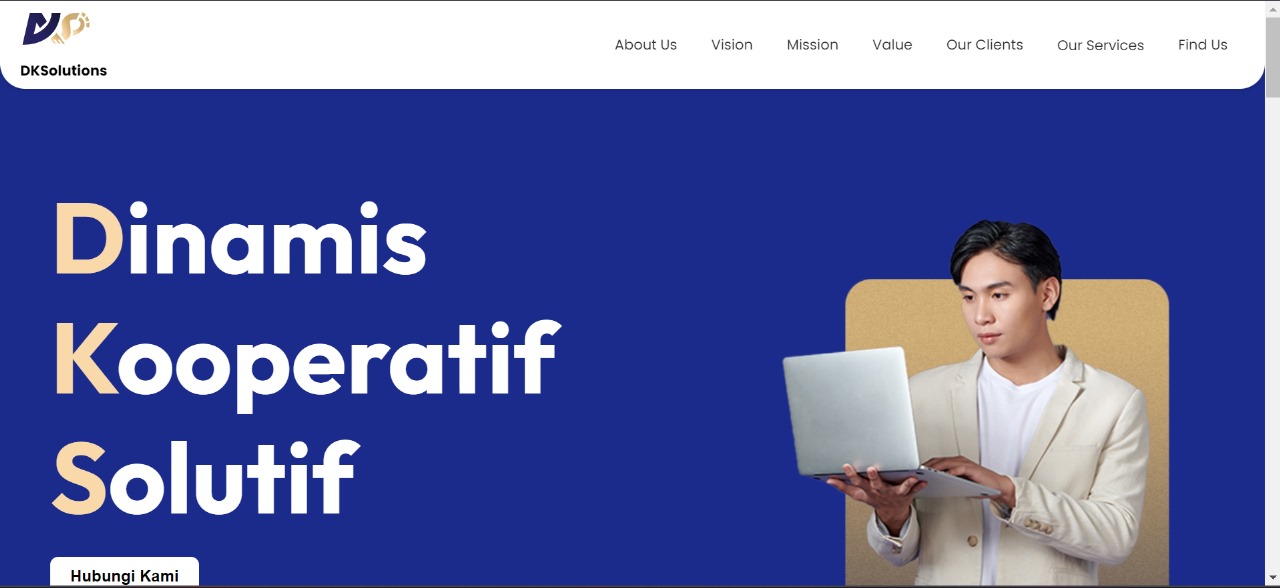 DKSolutions
About Us
Vision
Mission
Value
Our Clients
Our Services
Find Us
Dinamis
Kooperatif
Solutif
Hubungi Kami